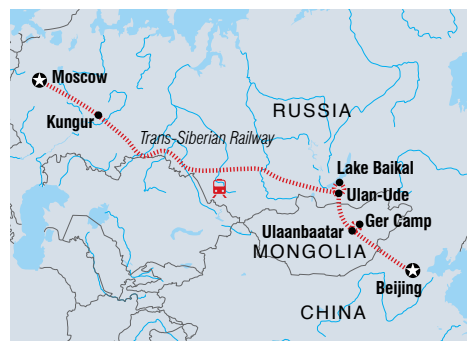 Moscow
Kungur
Trans-Siberian Railway
RUSSIA
Lake Baikal
Ulan-Ude
Ger Camp
Ulaanbaatar
MONGOLIA
Beijing
CHINA